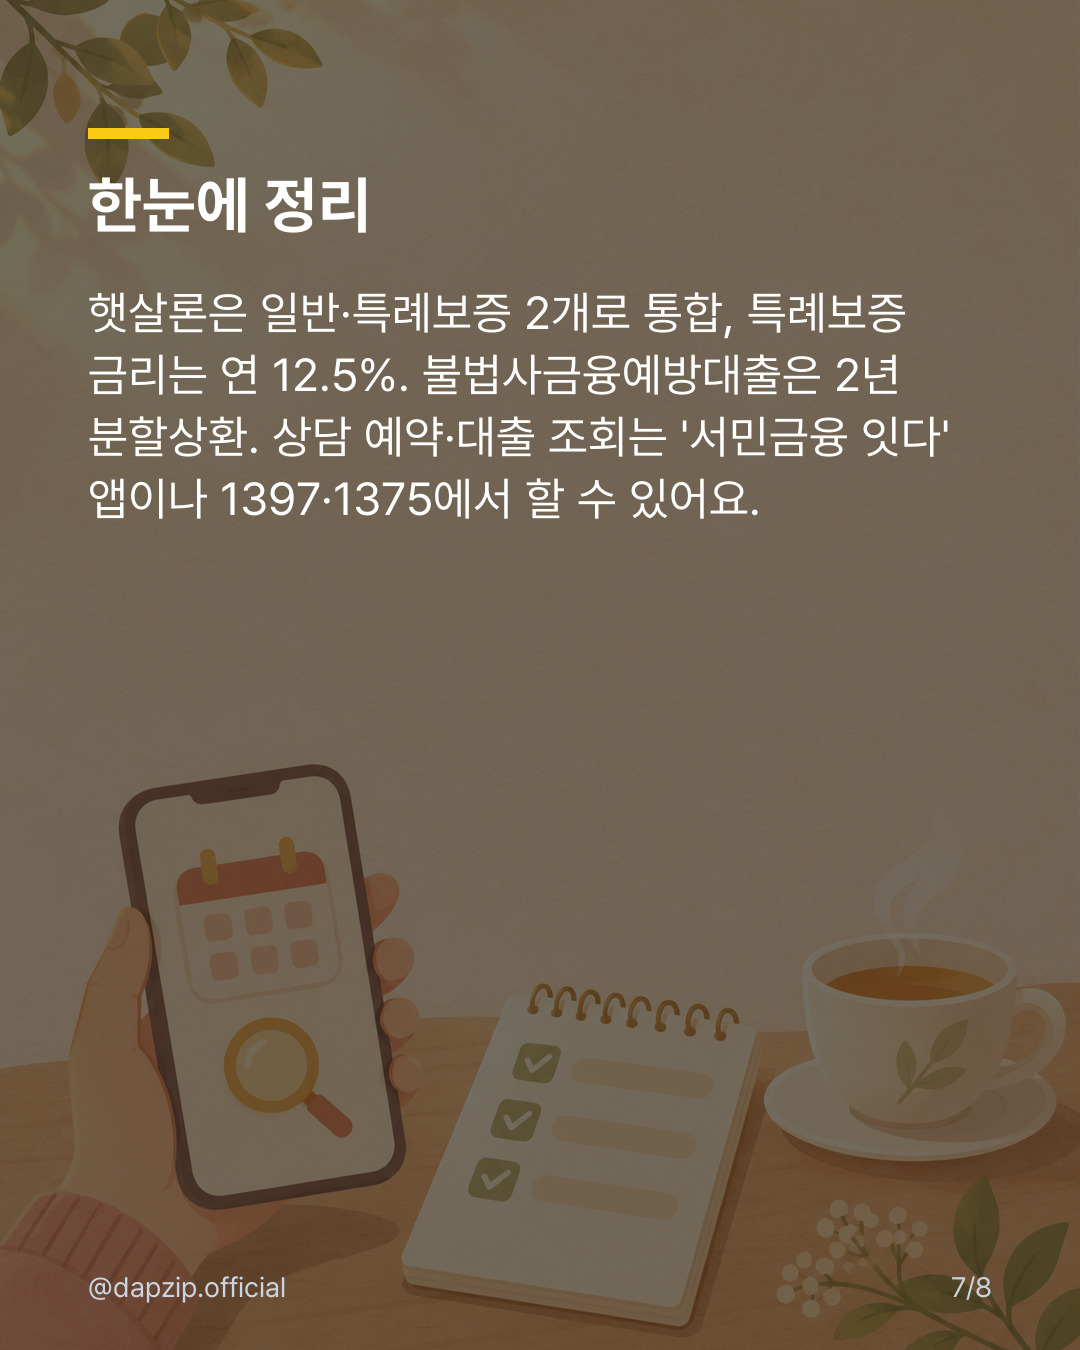 한눈에 정리
햇살론은 일반·특례보증 2개로 통합, 특례보증
금리는 연 12.5%. 불법사금융예방대출은 2년
분할상환. 상담 예약·대출 조회는 '서민금융 잇다'
앱이나 1397·1375에서 할 수 있어요.
@dapzip.official
7/8